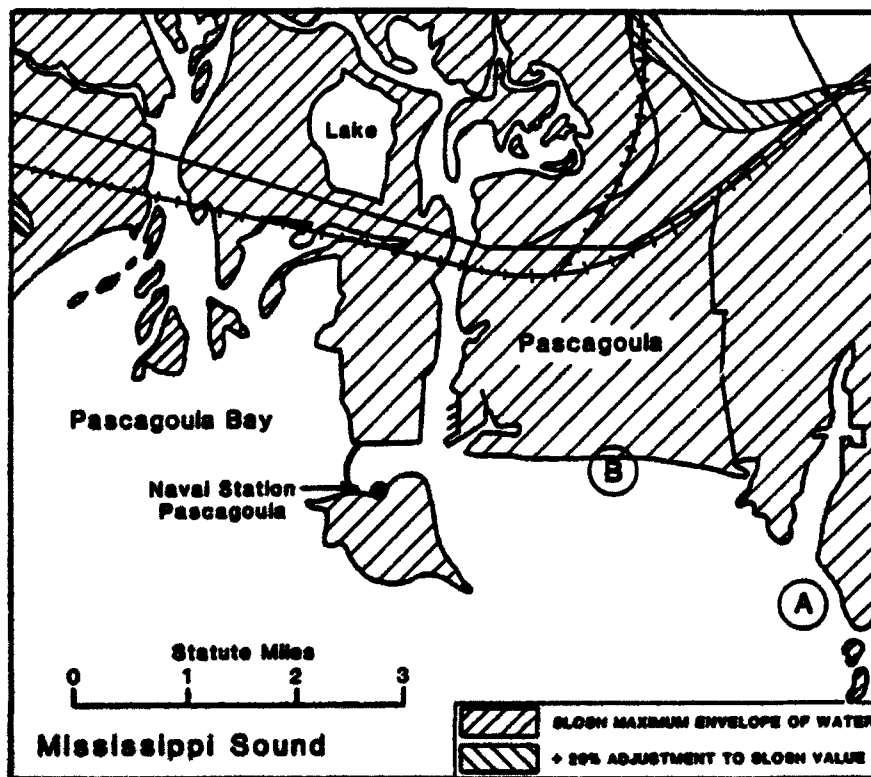 Lake
Pascagoula
Pascagoula Bay
B
Naval Station
Pascagoula
A
Statute Miles
0 1 2 3
Mississippi Sound
SLOSH MAXIMUM ENVELOPE OF WATER
+ 20% ADJUSTMENT TO SLOSH VALUE